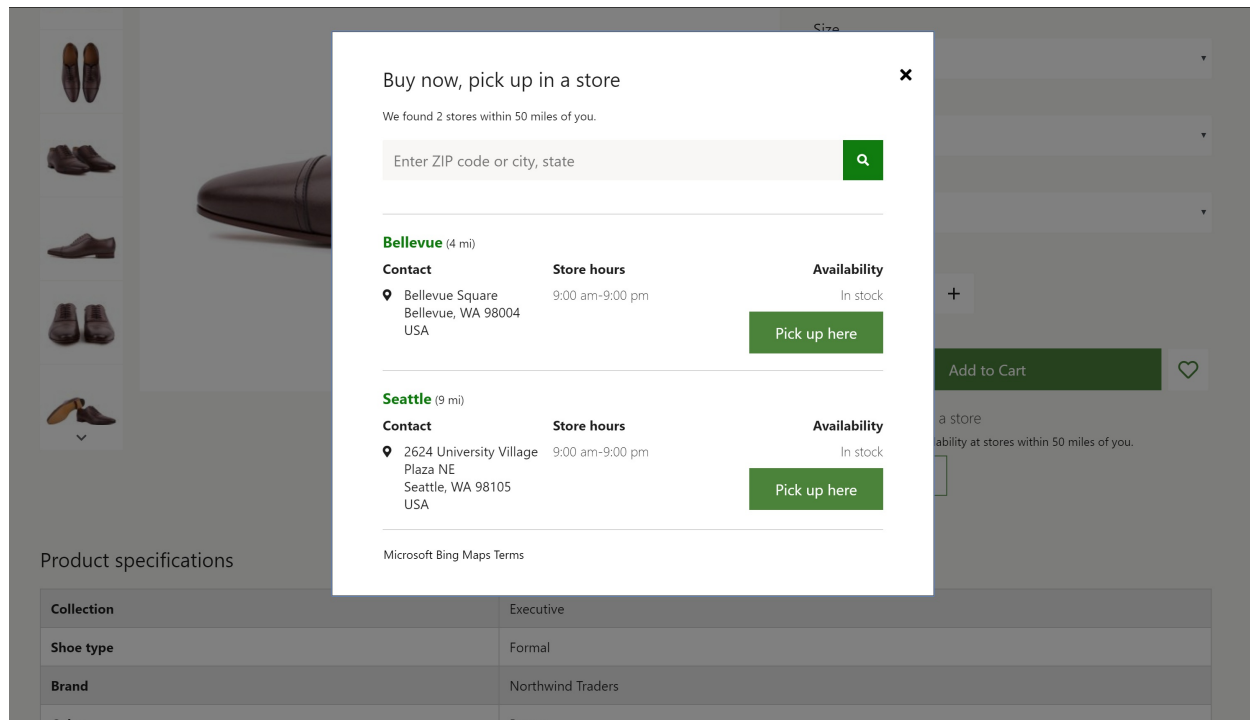 Size
Buy now, pick up in a store
We found 2 stores within 50 miles of you.
Enter ZIP code or city, state
Bellevue (4 mi)
Contact Store hours Availability
Bellevue Square 9:00 am-9:00 pm In stock
Bellevue, WA 98004
USA
Pick up here
Add to Cart
Seattle (9 mi)
Contact Store hours Availability
a store
ability at stores within 50 miles of you.
2624 University Village 9:00 am-9:00 pm In stock
Plaza NE
Seattle, WA 98105
USA
Pick up here
Microsoft Bing Maps Terms
Product specifications
Collection Executive
Shoe type Formal
Brand Northwind Traders